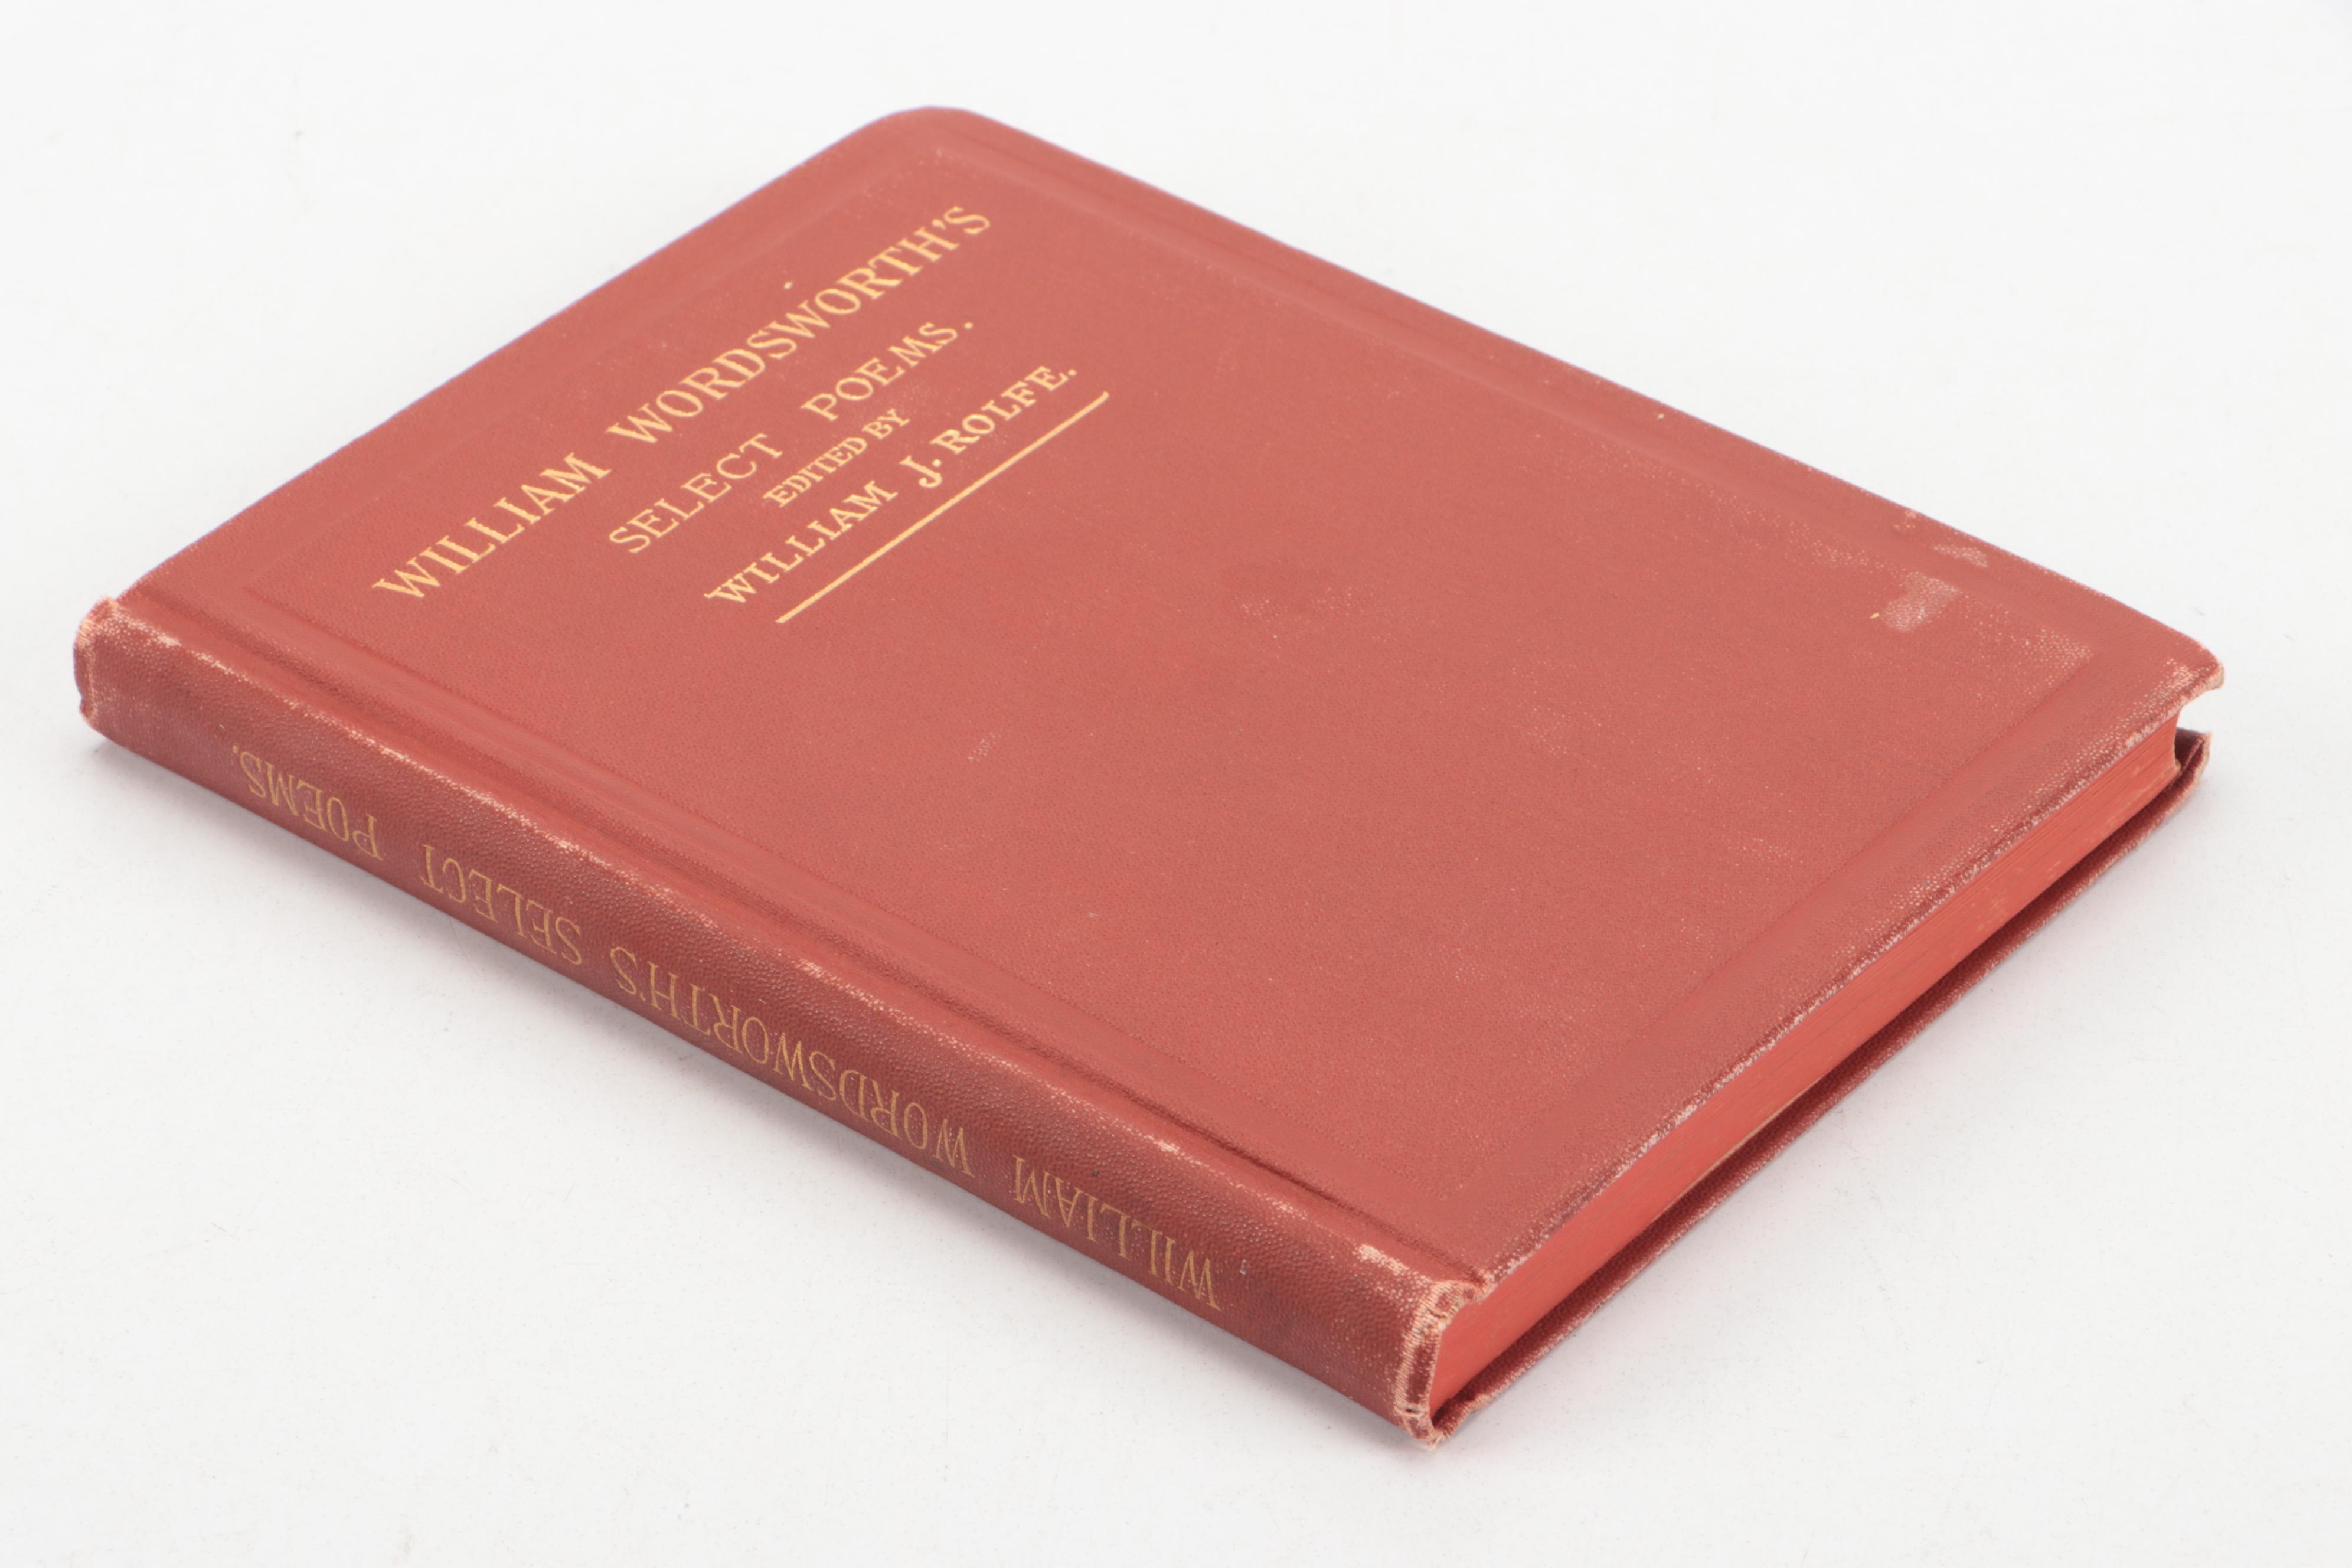 WILLIAM WORDSWORTH'S
SELECT POEMS.
EDITED BY
WILLIAM J. ROLFE.
WILLIAM WORDSWORTH'S SELECT POEMS.